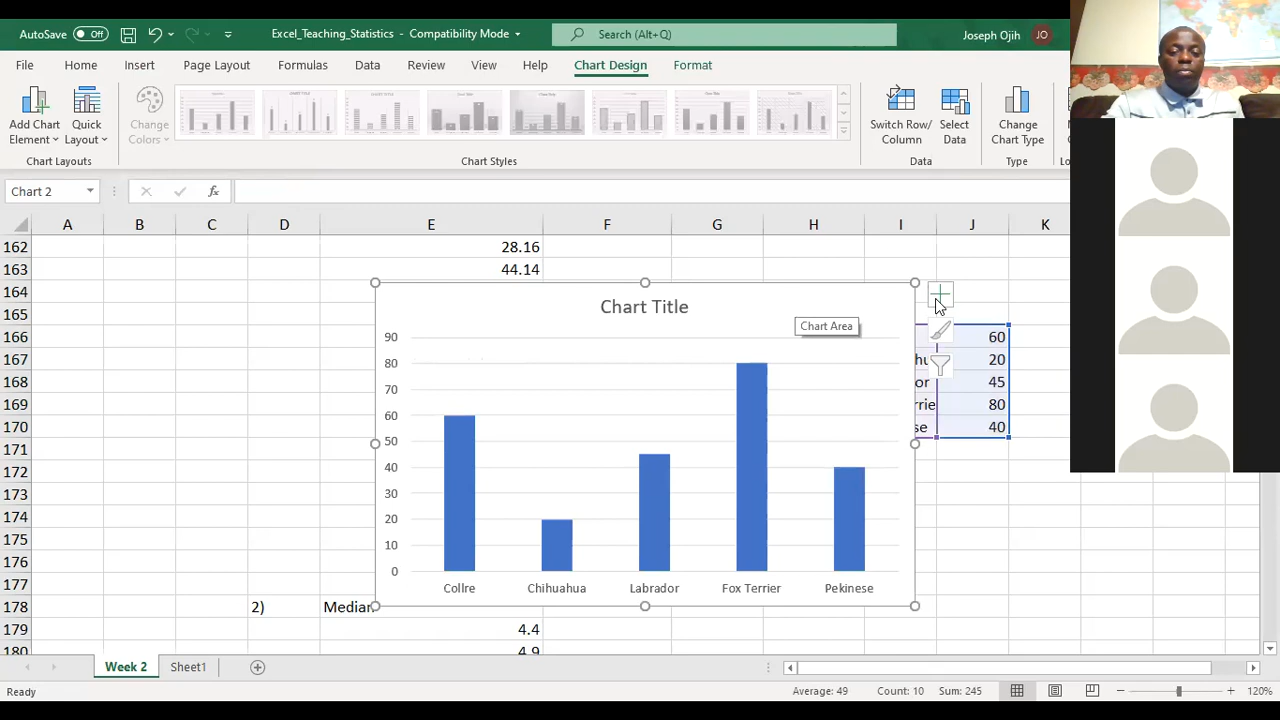 AutoSave Off Excel_Teaching_Statistics - Compatibility Mode Search (Alt+Q) Joseph Ojih JO
File Home Insert Page Layout Formulas Data Review View Help Chart Design Format
Add Chart Element Quick Layout Change Colors Switch Row/ Column Select Data Change Chart Type
Chart Layouts Chart Styles Data Type
Chart 2 fx
A B C D E F G H I J K
162 28.16
163 44.14
164
165
166 60
167 20
168 or 45
169 rrie 80
170 se 40
171
172
173
174
175
176
177
178 2) Median
179 4.4
180 4.9
Chart Title
Chart Area
90
80
70
60
50
40
30
20
10
0
Collre Chihuahua Labrador Fox Terrier Pekinese
Week 2 Sheet1
Ready Average: 49 Count: 10 Sum: 245 120%